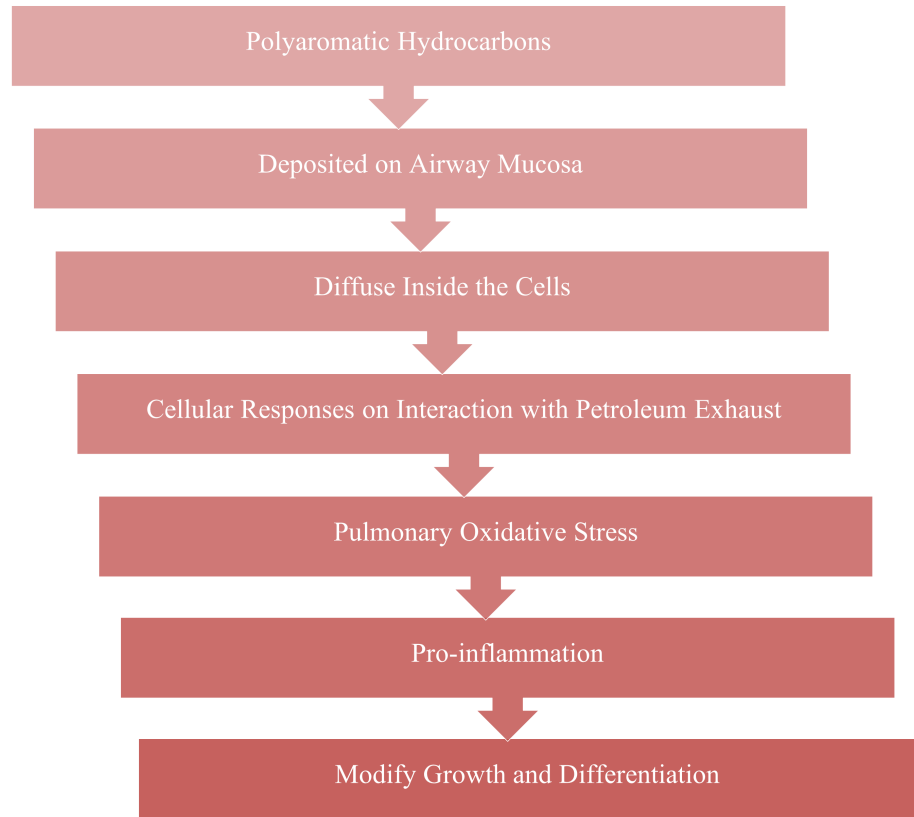 Polyaromatic Hydrocarbons
Deposited on Airway Mucosa
Diffuse Inside the Cells
Cellular Responses on Interaction with Petroleum Exhaust
Pulmonary Oxidative Stress
Pro-inflammation
Modify Growth and Differentiation